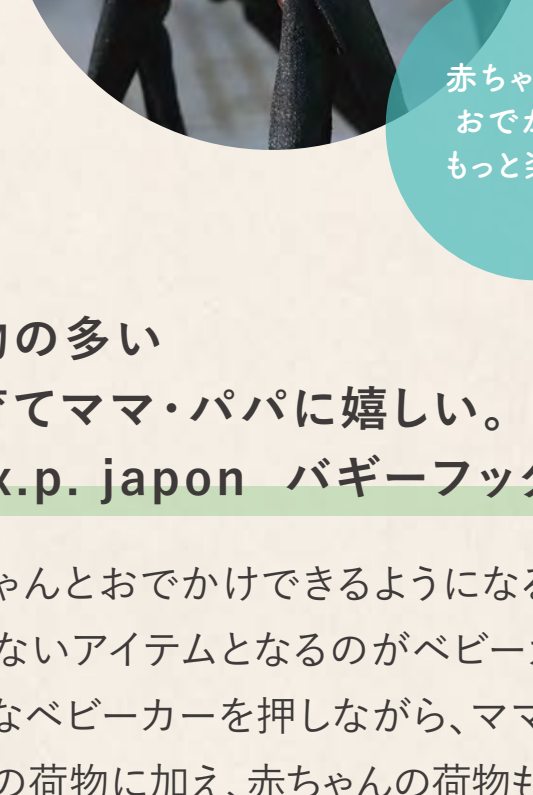 赤ちゃ
おでか
もっと
の多い
てママ・パパに嬉しい。
x.p. japon バギーフック
ゃんとおでかけできるようになる
ないアイテムとなるのがベビーカ
なベビーカーを押しながら、ママ
の荷物に加え、赤ちゃんの荷物も